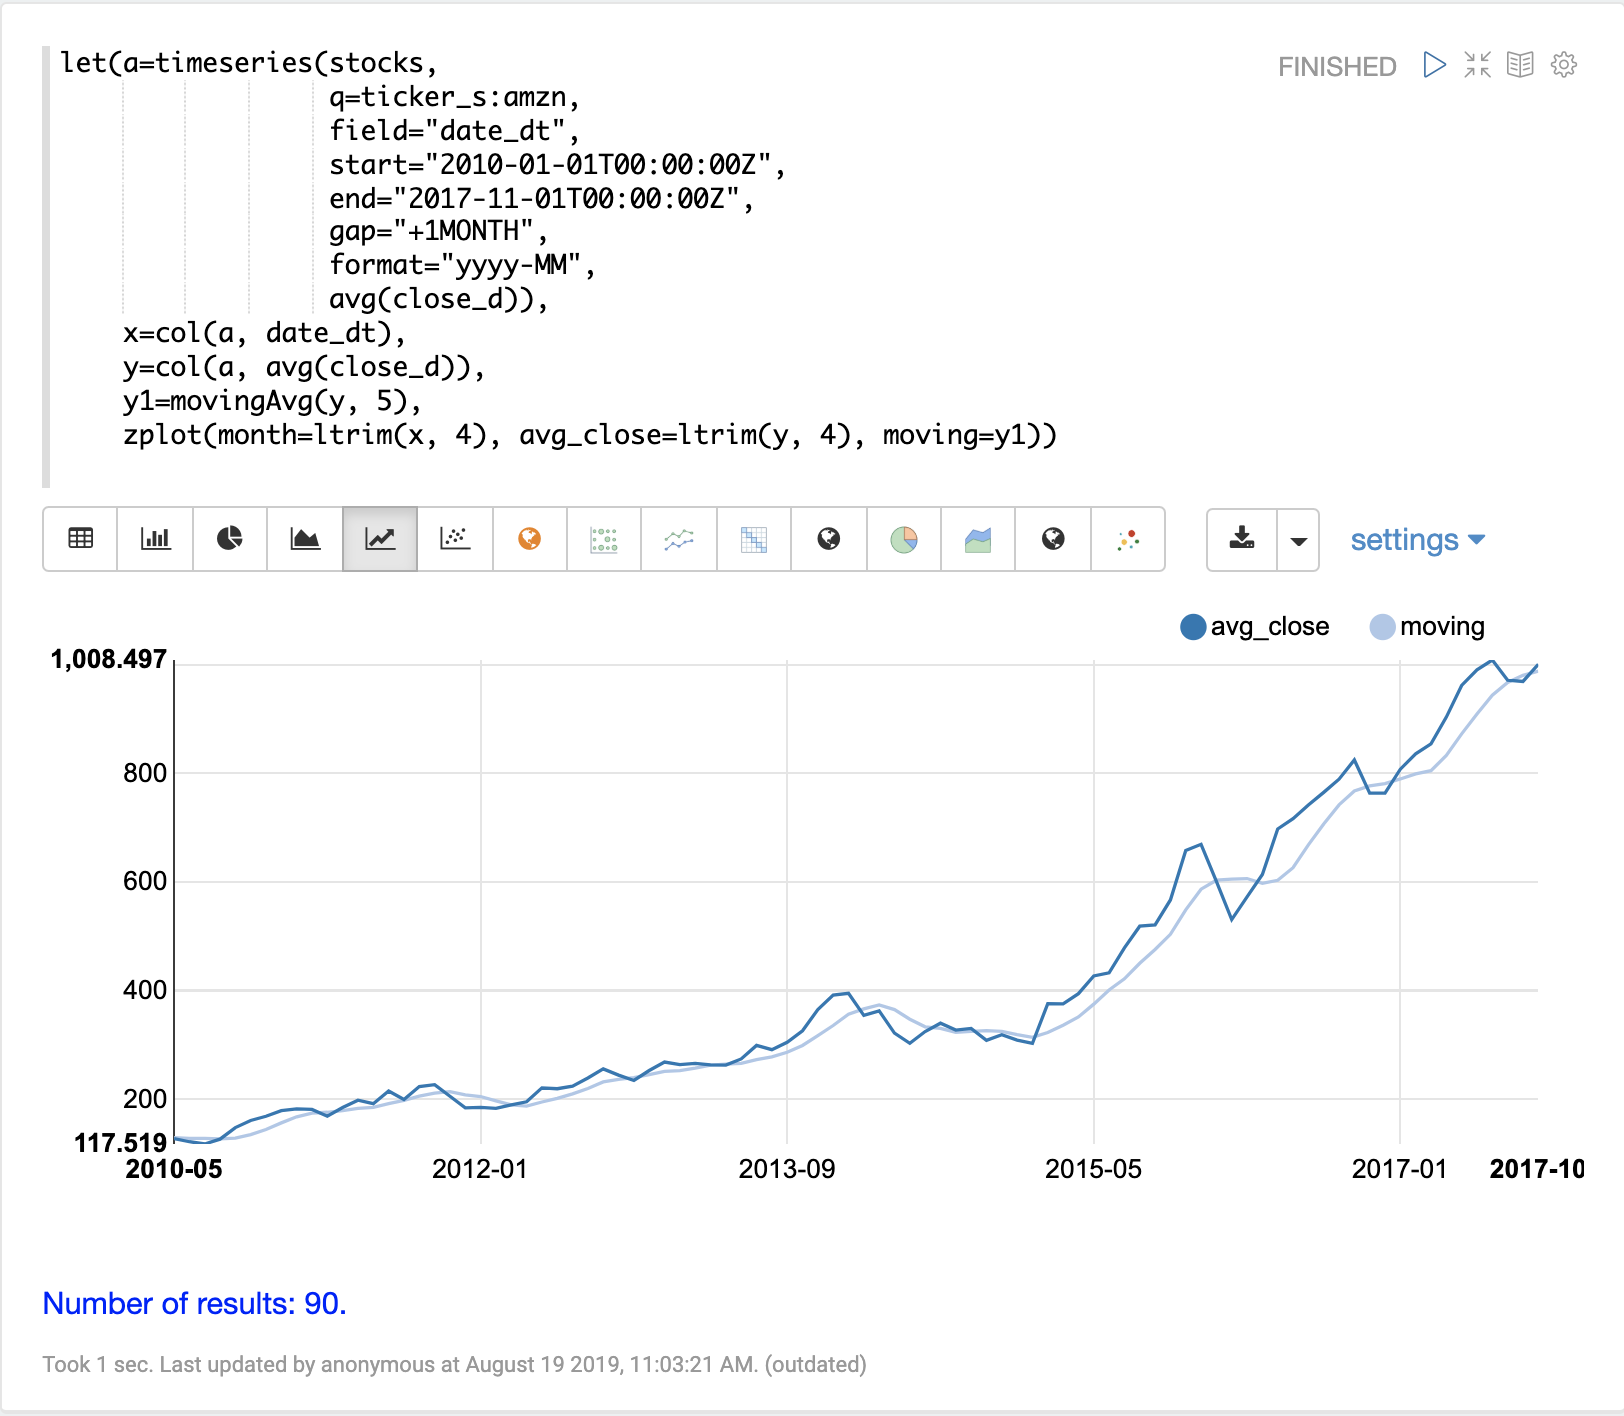 let(a=timeseries(stocks,
q=ticker_s:amzn,
field="date_dt",
start="2010-01-01T00:00:00Z",
end="2017-11-01T00:00:00Z",
gap="+1MONTH",
format="yyyy-MM",
avg(close_d)),
x=col(a, date_dt),
y=col(a, avg(close_d)),
y1=movingAvg(y, 5),
zplot(month=ltrim(x, 4), avg_close=ltrim(y, 4), moving=y1))
FINISHED
settings
avg_close moving
1,008.497
800
600
400
200
117.519
2010-05 2012-01 2013-09 2015-05 2017-01 2017-10
Number of results: 90.
Took 1 sec. Last updated by anonymous at August 19 2019, 11:03:21 AM. (outdated)